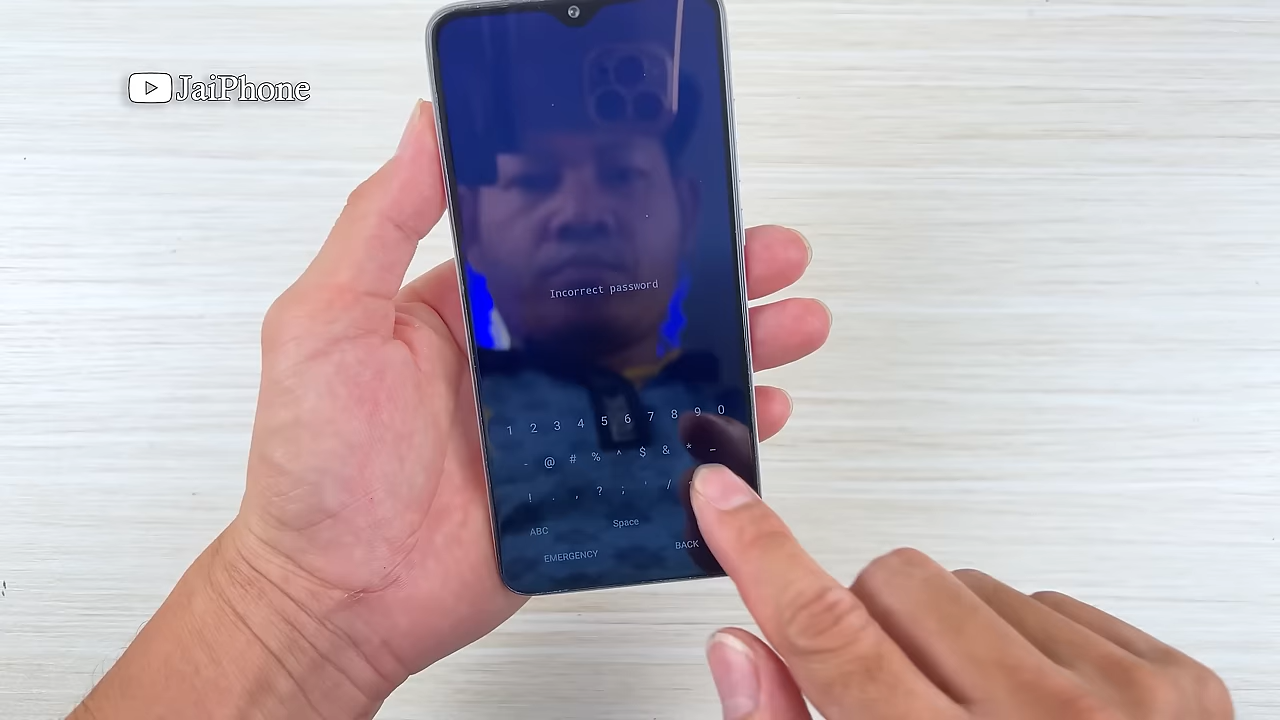 JaiPhone
Incorrect password
1 2 3 4 5 6 7 8 9 0
- @ # % ^ $ & * –
! . , ? ; ' /
ABC Space
EMERGENCY BACK